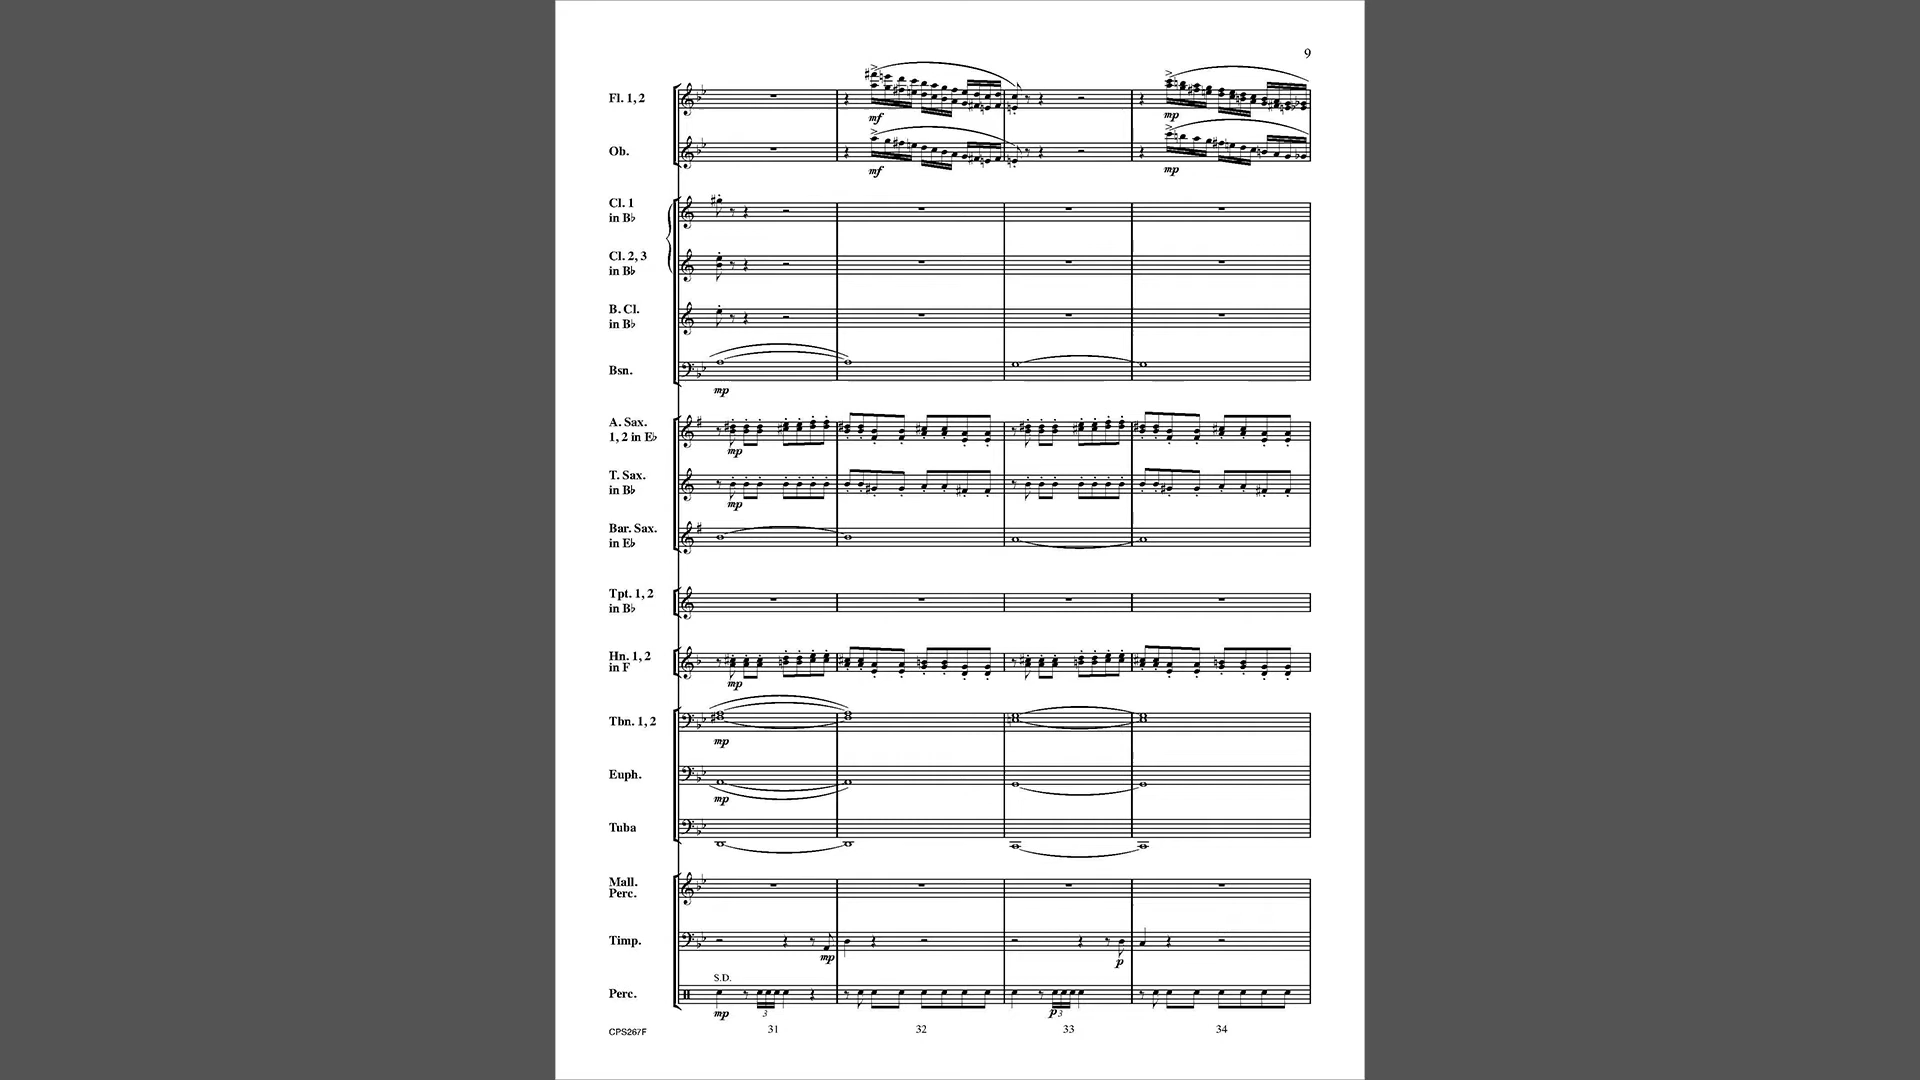 9
Fl. 1, 2
mf
mp
Ob.
mf
mp
Cl. 1
in B♭
Cl. 2, 3
in B♭
B. Cl.
in B♭
Bsn.
mp
A. Sax.
1, 2 in E♭
mp
T. Sax.
in B♭
mp
Bar. Sax.
in E♭
Tpt. 1, 2
in B♭
Hn. 1, 2
in F
mp
Tbn. 1, 2
mp
Euph.
mp
Tuba
Mall.
Perc.
Timp.
mp
p
S.D.
Perc.
mp
3
p
3
31
32
33
34
CPS267F